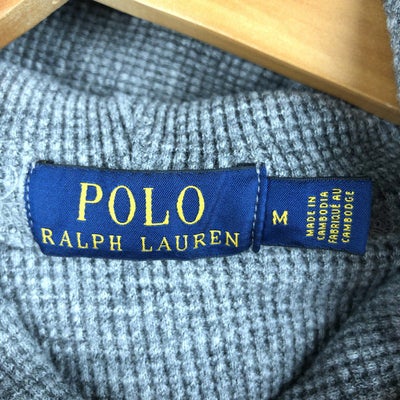 POLO
RALPH LAUREN
M
MADE IN
CAMBODIA
FABRIQUÉ AU
CAMBODGE